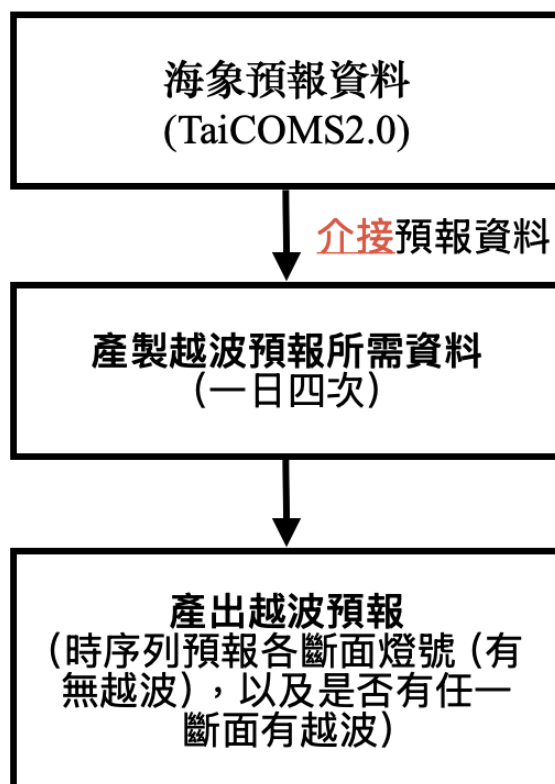 海象預報資料
(TaiCOMS2.0)
介接預報資料
產製越波預報所需資料
（一日四次）
產出越波預報
（時序列預報各斷面燈號（有
無越波），以及是否有任一
斷面有越波）